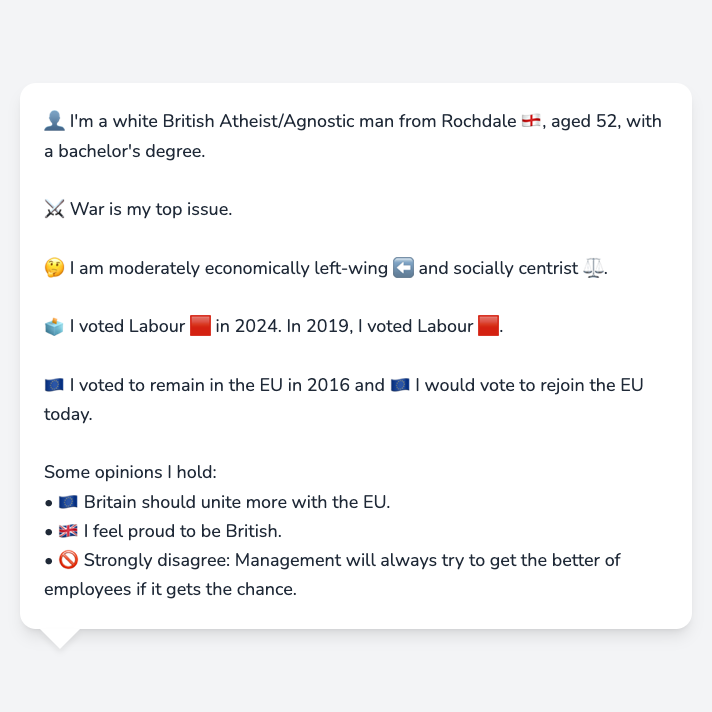 👤 I'm a white British Atheist/Agnostic man from Rochdale 🏴󠁧󠁢󠁥󠁮󠁧󠁿, aged 52, with
a bachelor's degree.
⚔️ War is my top issue.
🤔 I am moderately economically left-wing ⬅️ and socially centrist ⚖️.
🗳️ I voted Labour 🟥 in 2024. In 2019, I voted Labour 🟥.
🇪🇺 I voted to remain in the EU in 2016 and 🇪🇺 I would vote to rejoin the EU
today.
Some opinions I hold:
• 🇪🇺 Britain should unite more with the EU.
• 🇬🇧 I feel proud to be British.
• 🚫 Strongly disagree: Management will always try to get the better of
employees if it gets the chance.